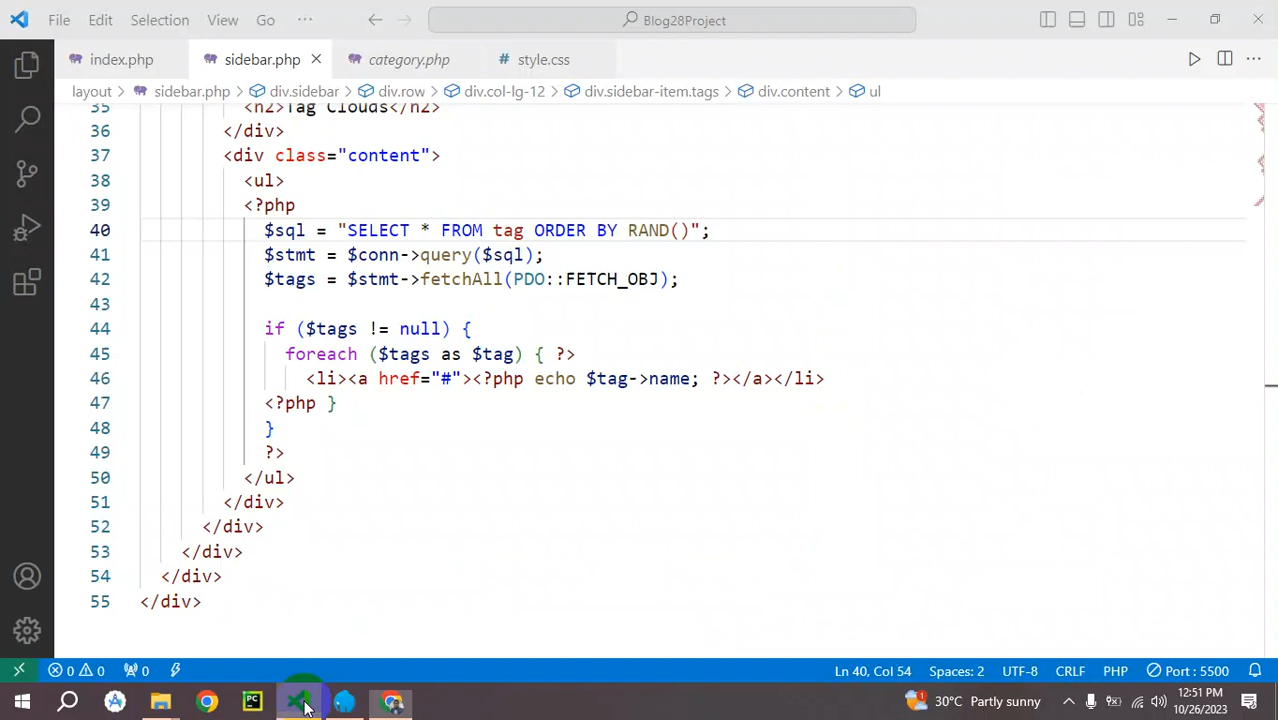 File Edit Selection View Go ··· Blog28Project
index.php sidebar.php category.php style.css
layout > sidebar.php > div.sidebar > div.row > div.col-lg-12 > div.sidebar-item.tags > div.content > ul
35 <h2>Tag Clouds</h2>
36 </div>
37 <div class="content">
38 <ul>
39 <?php
40 $sql = "SELECT * FROM tag ORDER BY RAND()";
41 $stmt = $conn->query($sql);
42 $tags = $stmt->fetchAll(PDO::FETCH_OBJ);
43
44 if ($tags != null) {
45 foreach ($tags as $tag) { ?>
46 <li><a href="#"><?php echo $tag->name; ?></a></li>
47 <?php }
48 }
49 ?>
50 </ul>
51 </div>
52 </div>
53 </div>
54 </div>
55 </div>
0 0 0 Ln 40, Col 54 Spaces: 2 UTF-8 CRLF PHP Port : 5500
PC 1 30°C Partly sunny 12:51 PM
10/26/2023